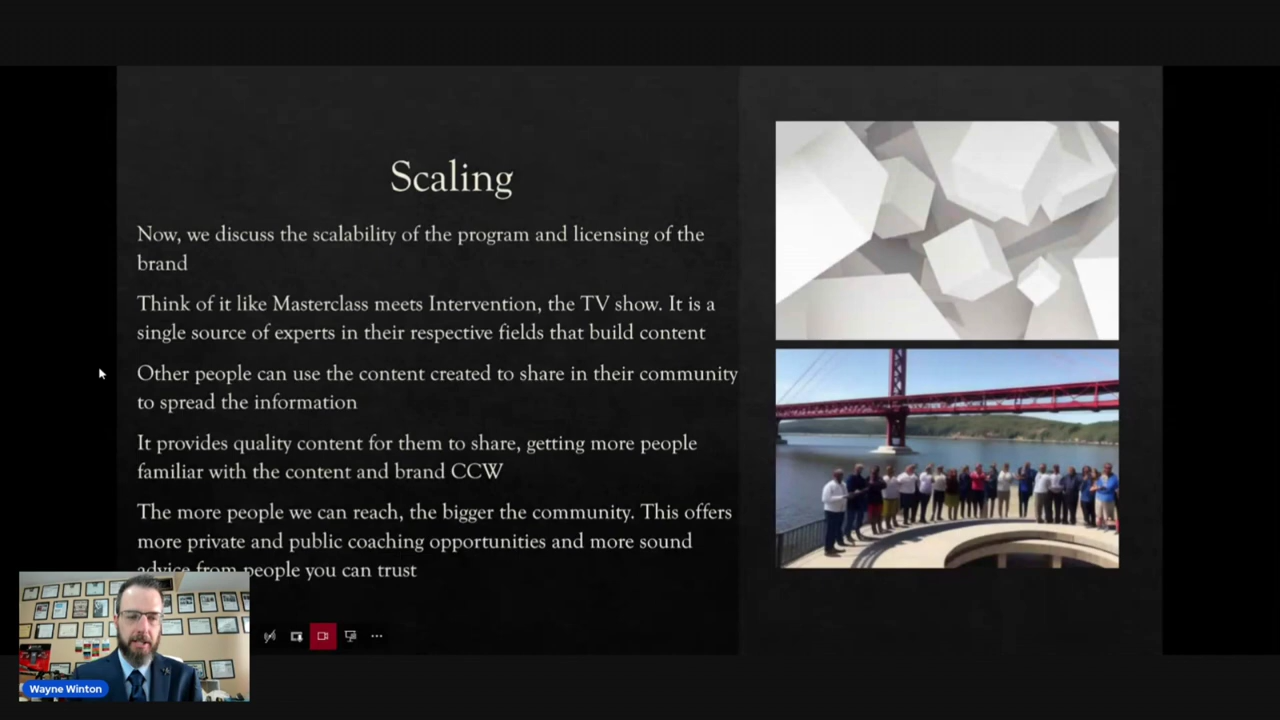 Scaling
Now, we discuss the scalability of the program and licensing of the
brand
Think of it like Masterclass meets Intervention, the TV show. It is a
single source of experts in their respective fields that build content
Other people can use the content created to share in their community
to spread the information
It provides quality content for them to share, getting more people
familiar with the content and brand CCW
The more people we can reach, the bigger the community. This offers
more private and public coaching opportunities and more sound
advice from people you can trust
Wayne Winton